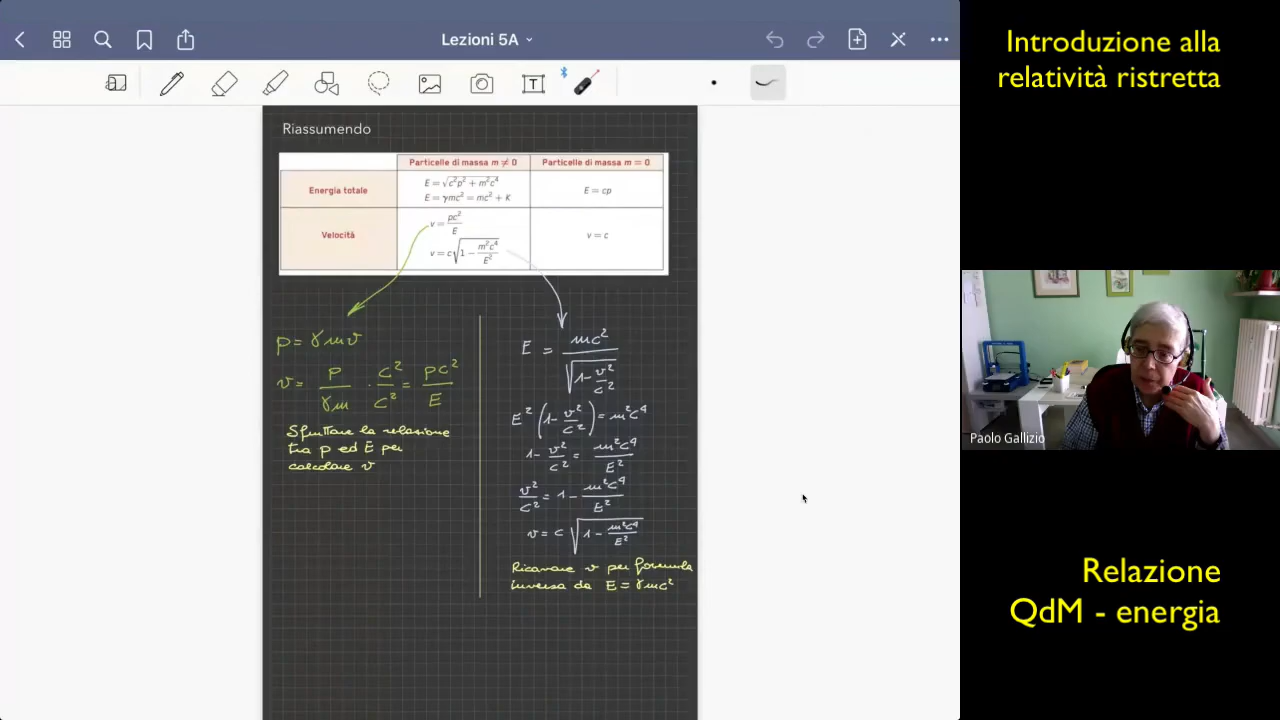 Lezioni 5A
T
Riassumendo
Particelle di massa m ≠ 0
Particelle di massa m = 0
Energia totale
E = √(c²p² + m²c⁴)
E = γmc² = mc² + K
E = cp
Velocità
v = pc²/E
v = c√(1 − m²c⁴/E²)
v = c
p = γmv
v = p/γm · c²/c² = pc²/E
Sfruttare la relazione
tra p ed E per
calcolare v
E = mc²/√(1 − v²/c²)
E²(1 − v²/c²) = m²c⁴
1 − v²/c² = m²c⁴/E²
v²/c² = 1 − m²c⁴/E²
v = c√(1 − m²c⁴/E²)
Ricavare v per formula
inversa da E = γmc²
Introduzione alla
relatività ristretta
Paolo Gallizio
Relazione
QdM - energia